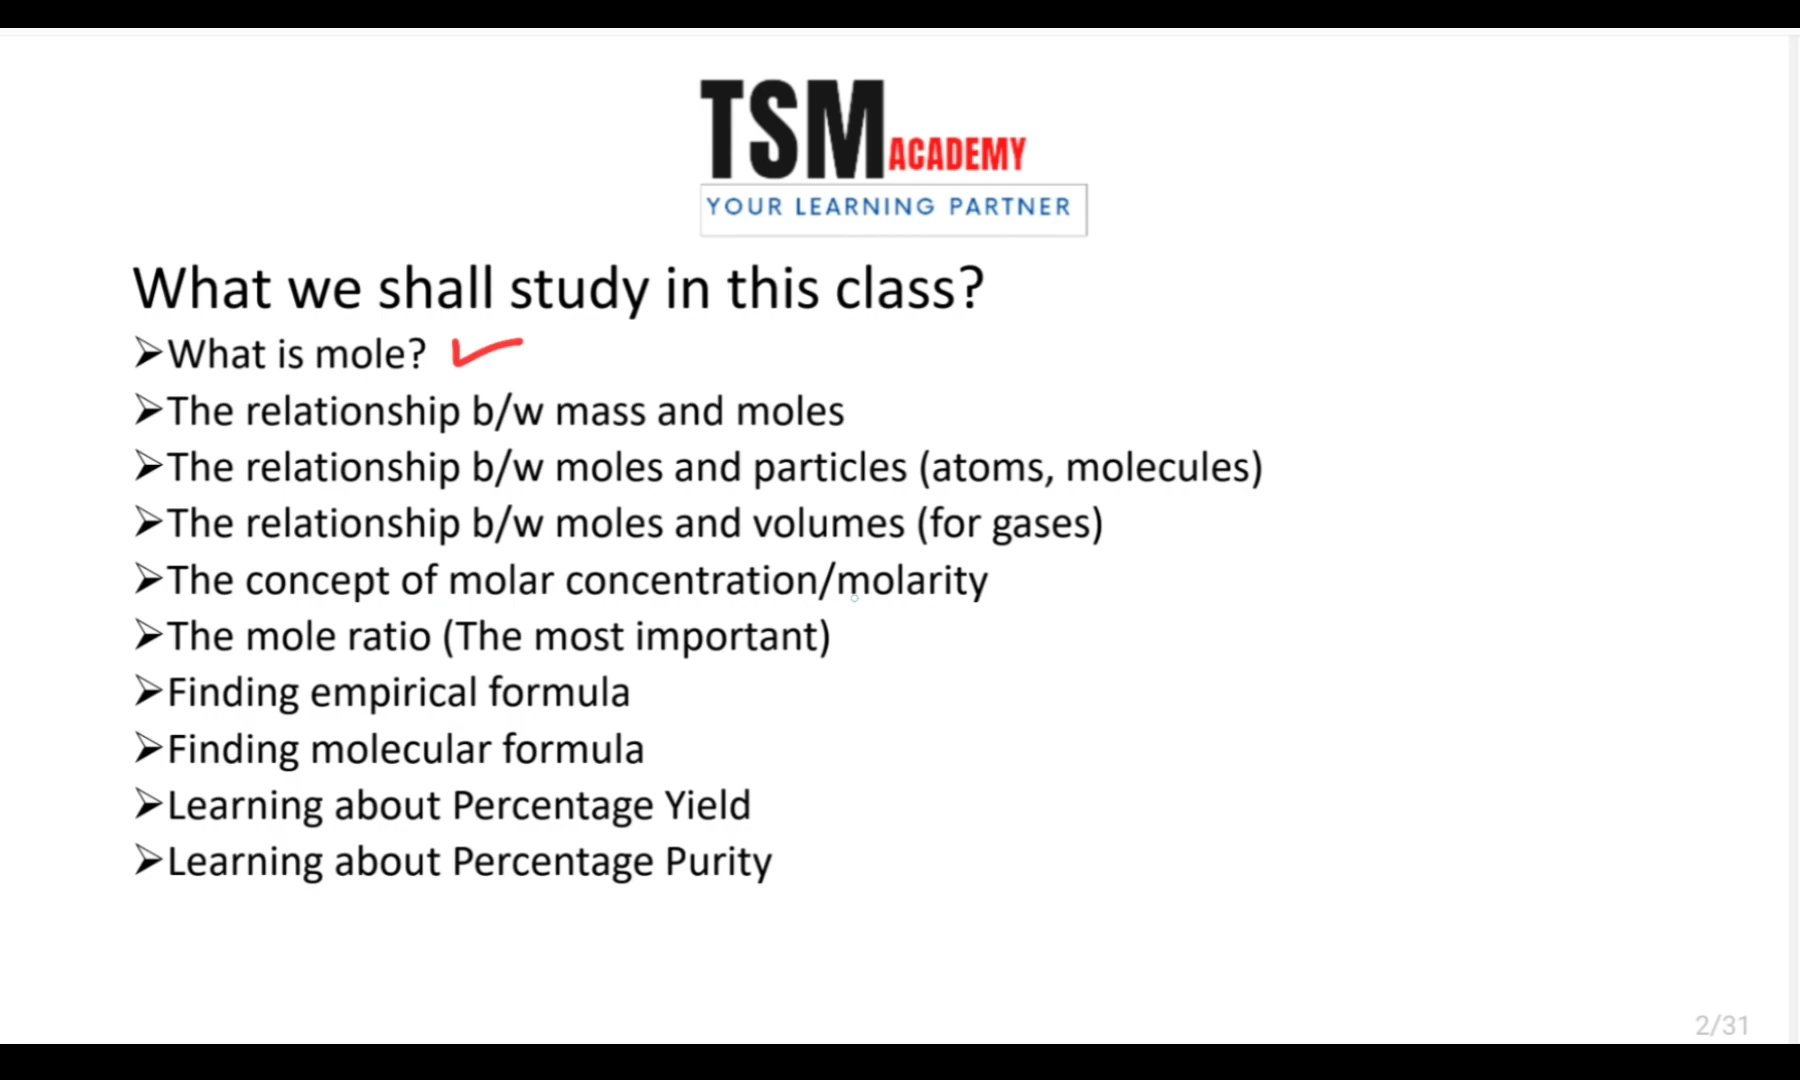 TSM ACADEMY
YOUR LEARNING PARTNER
What we shall study in this class?
➢What is mole?
➢The relationship b/w mass and moles
➢The relationship b/w moles and particles (atoms, molecules)
➢The relationship b/w moles and volumes (for gases)
➢The concept of molar concentration/molarity
➢The mole ratio (The most important)
➢Finding empirical formula
➢Finding molecular formula
➢Learning about Percentage Yield
➢Learning about Percentage Purity
2/31